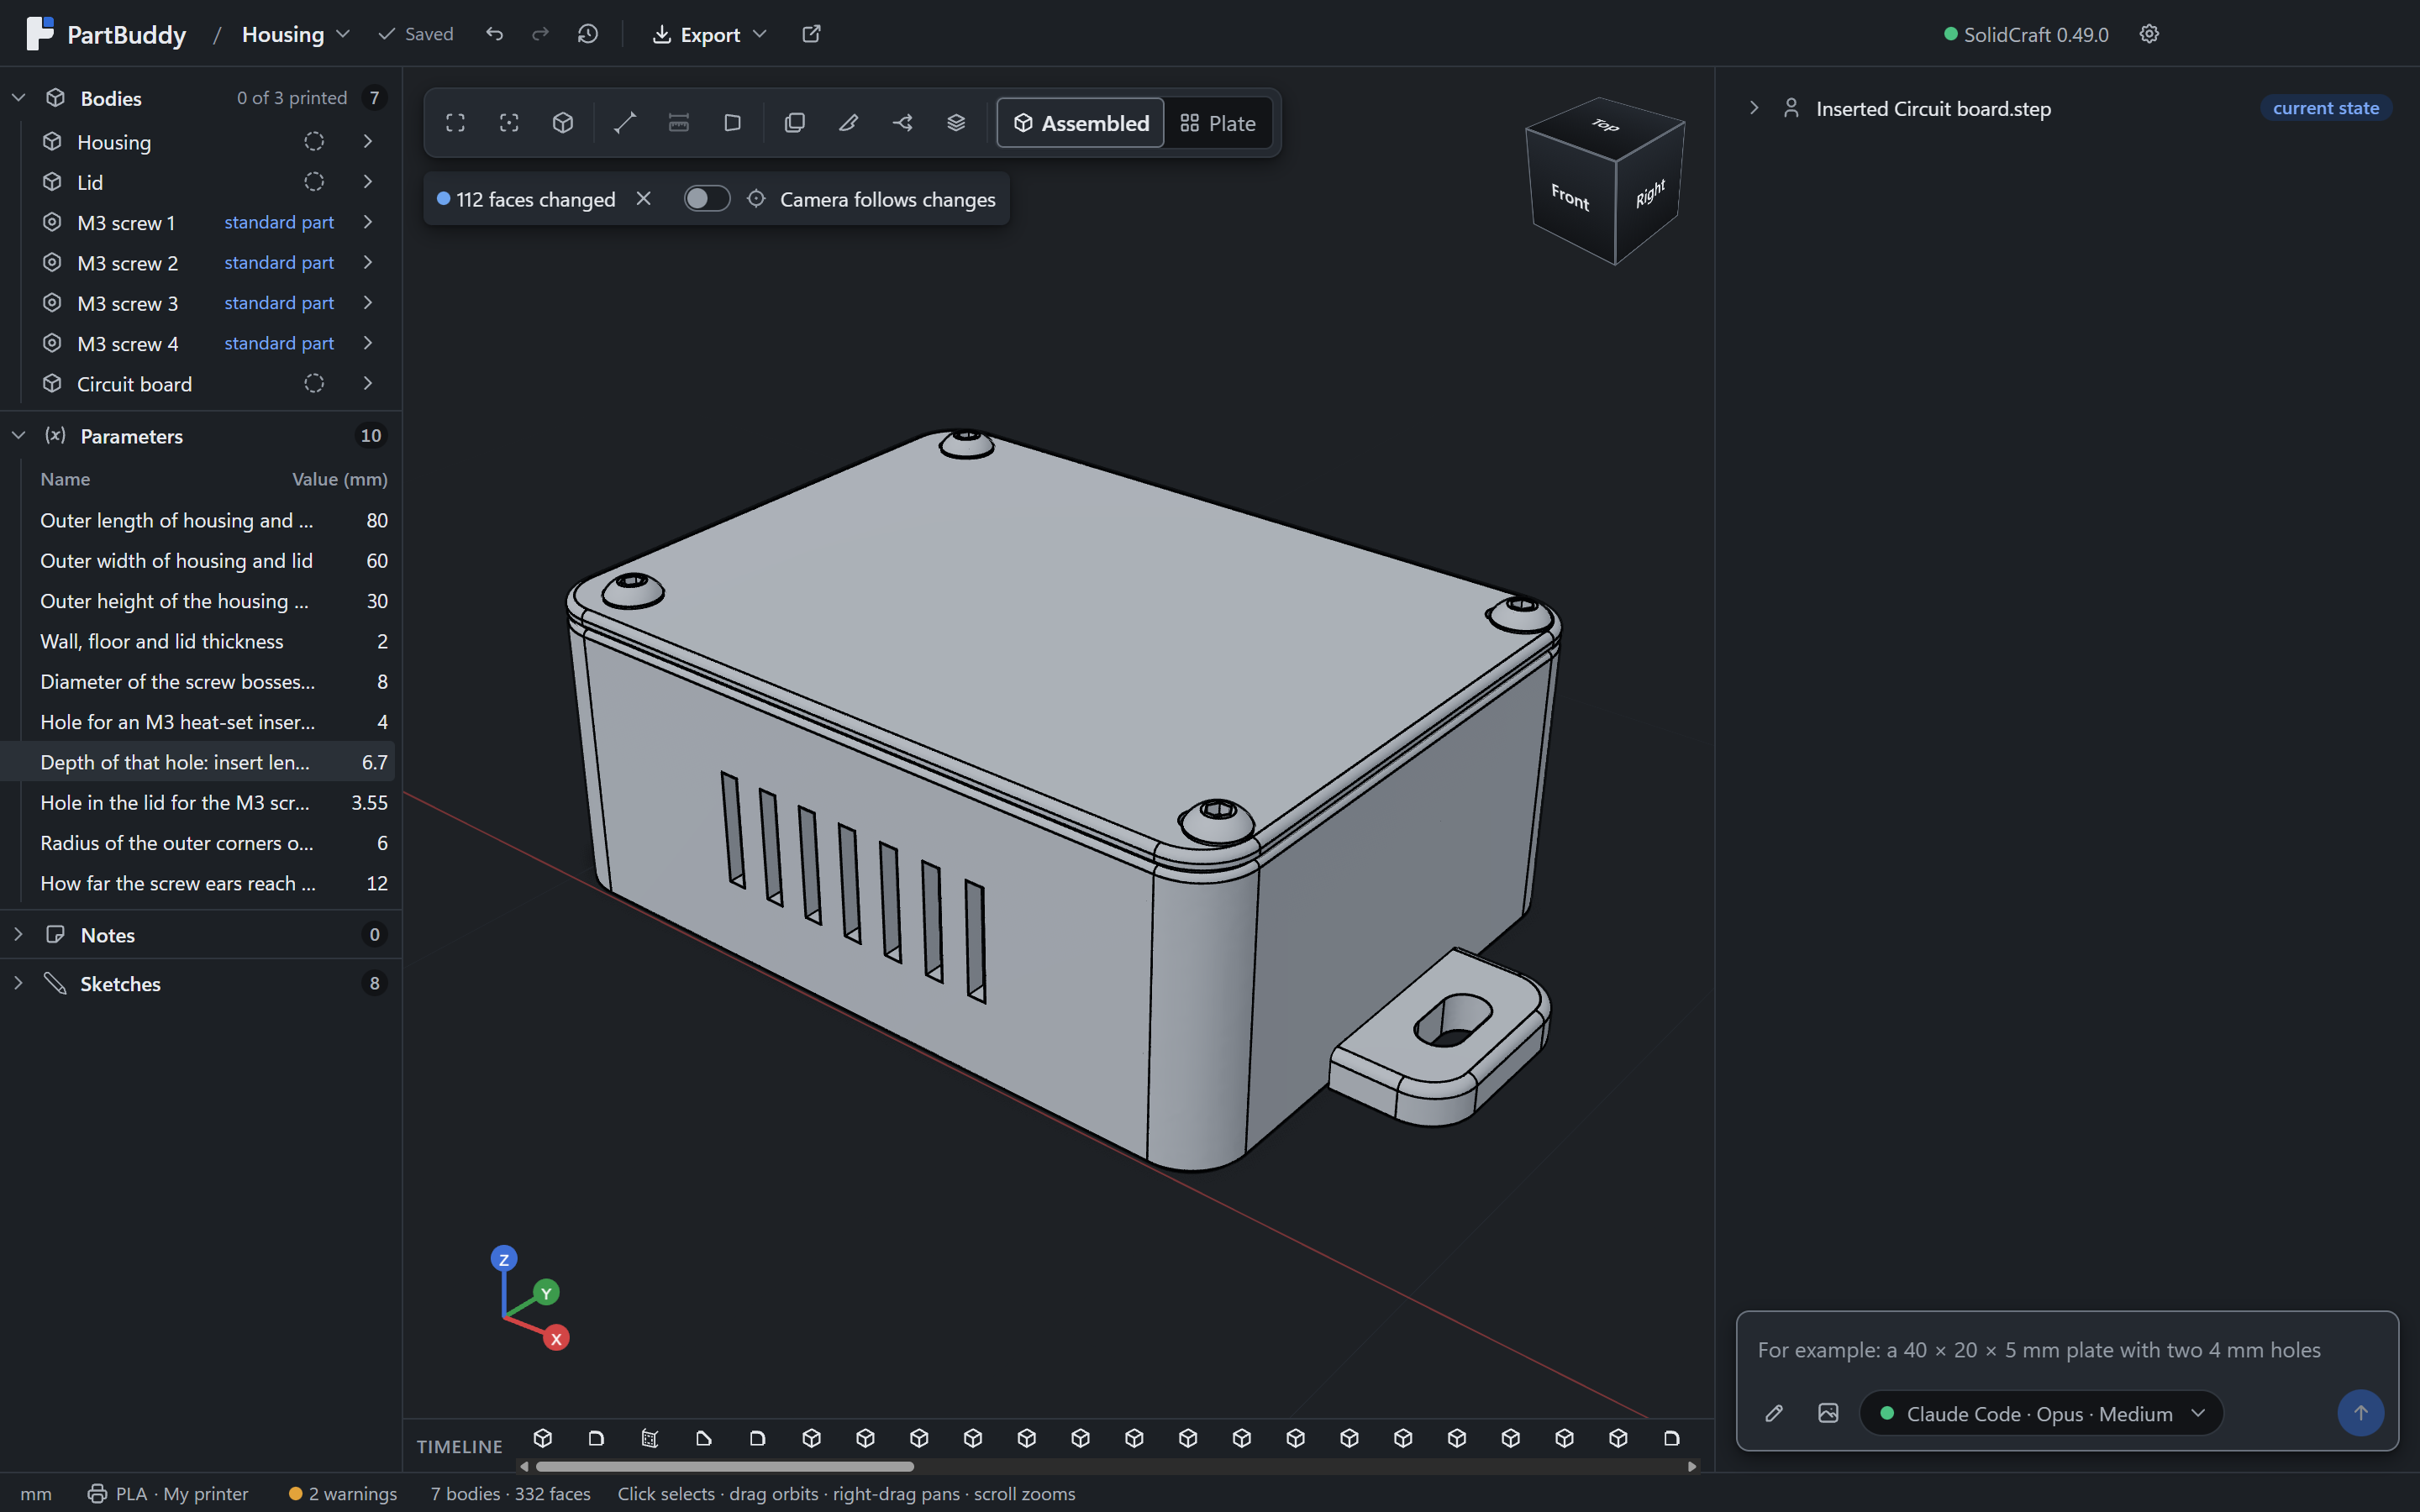 PartBuddy / Housing Saved Export SolidCraft 0.49.0
Bodies 0 of 3 printed 7
Housing
Lid
M3 screw 1 standard part
M3 screw 2 standard part
M3 screw 3 standard part
M3 screw 4 standard part
Circuit board
Parameters 10
Name Value (mm)
Outer length of housing and ... 80
Outer width of housing and lid 60
Outer height of the housing ... 30
Wall, floor and lid thickness 2
Diameter of the screw bosses... 8
Hole for an M3 heat-set inser... 4
Depth of that hole: insert len... 6.7
Hole in the lid for the M3 scr... 3.55
Radius of the outer corners o... 6
How far the screw ears reach ... 12
Notes 0
Sketches 8
Assembled Plate
112 faces changed Camera follows changes
Top
Front Right
Z
Y
X
TIMELINE
Inserted Circuit board.step current state
For example: a 40 × 20 × 5 mm plate with two 4 mm holes
Claude Code · Opus · Medium
mm PLA · My printer 2 warnings 7 bodies · 332 faces Click selects · drag orbits · right-drag pans · scroll zooms